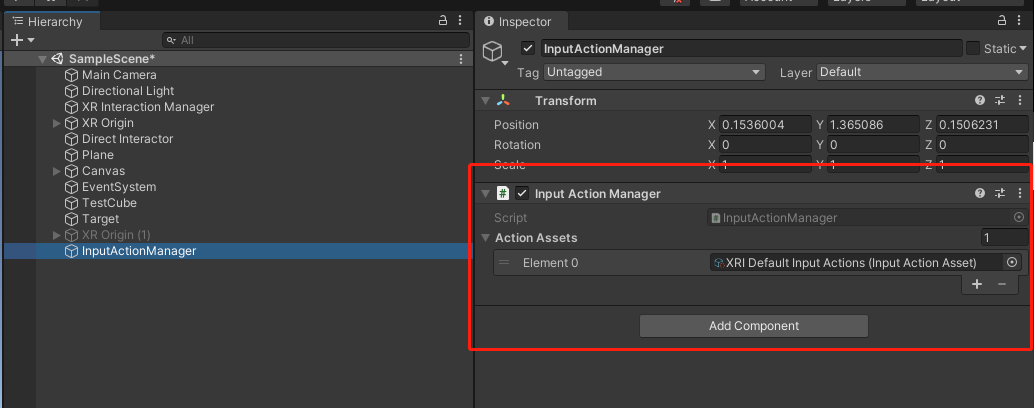 Hierarchy
All
SampleScene*
Main Camera
Directional Light
XR Interaction Manager
XR Origin
Direct Interactor
Plane
Canvas
EventSystem
TestCube
Target
XR Origin (1)
InputActionManager
Inspector
InputActionManager
Static
Tag Untagged Layer Default
Transform
Position X 0.1536004 Y 1.365086 Z 0.1506231
Rotation X 0 Y 0 Z 0
Scale X 1 Y 1 Z 1
# Input Action Manager
Script # InputActionManager
Action Assets 1
Element 0 XRI Default Input Actions (Input Action Asset)
Add Component